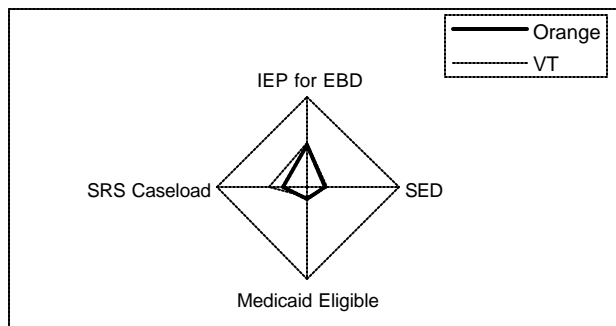 Orange
VT
IEP for EBD
SRS Caseload
SED
Medicaid Eligible